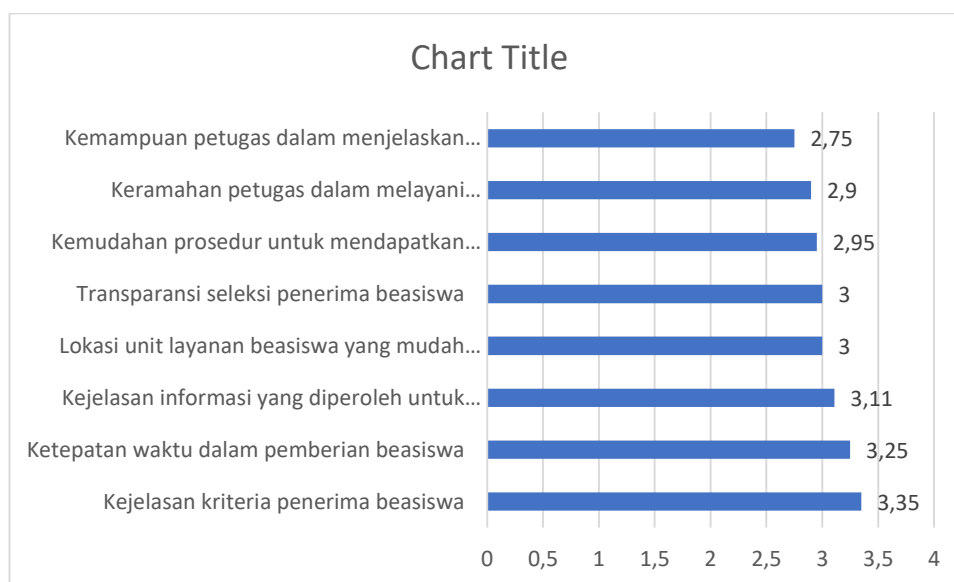 Chart Title
Kemampuan petugas dalam menjelaskan... 2,75
Keramahan petugas dalam melayani... 2,9
Kemudahan prosedur untuk mendapatkan... 2,95
Transparansi seleksi penerima beasiswa 3
Lokasi unit layanan beasiswa yang mudah... 3
Kejelasan informasi yang diperoleh untuk... 3,11
Ketepatan waktu dalam pemberian beasiswa 3,25
Kejelasan kriteria penerima beasiswa 3,35
0 0,5 1 1,5 2 2,5 3 3,5 4